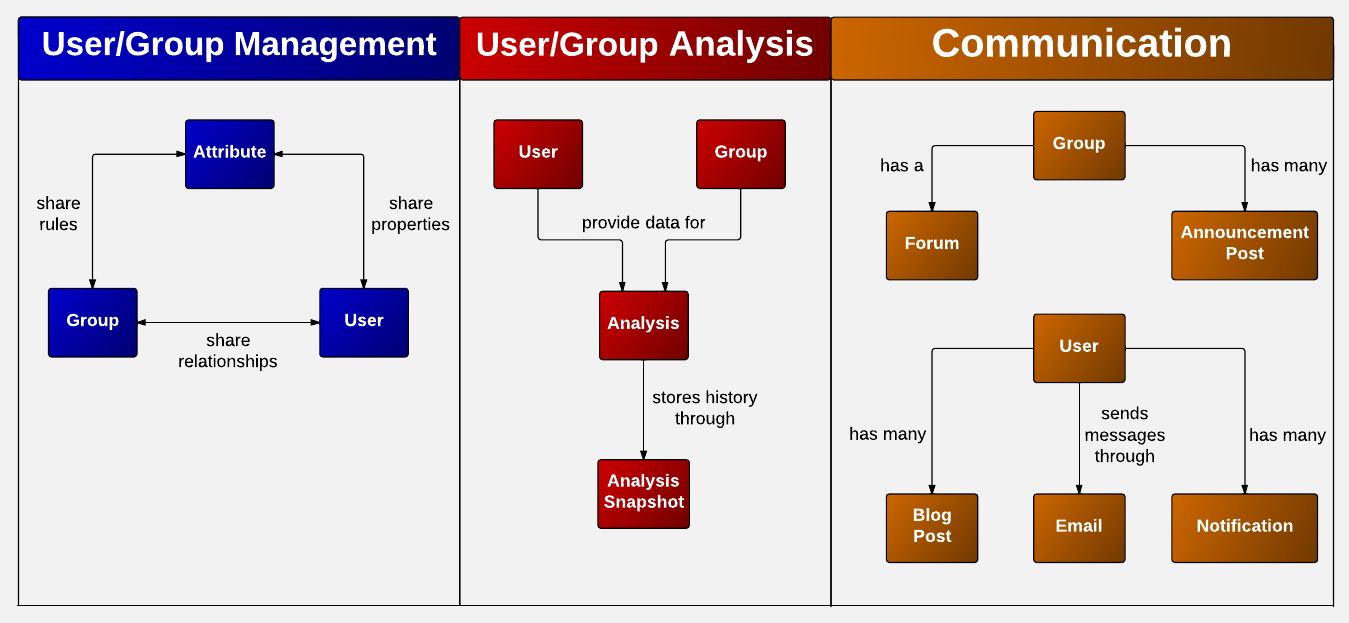 User/Group Management
User/Group Analysis
Communication
Attribute
share
rules
share
properties
Group
User
share
relationships
User
Group
provide data for
Analysis
stores history
through
Analysis
Snapshot
Group
has a
has many
Forum
Announcement
Post
User
has many
sends
messages
through
has many
Blog
Post
Email
Notification